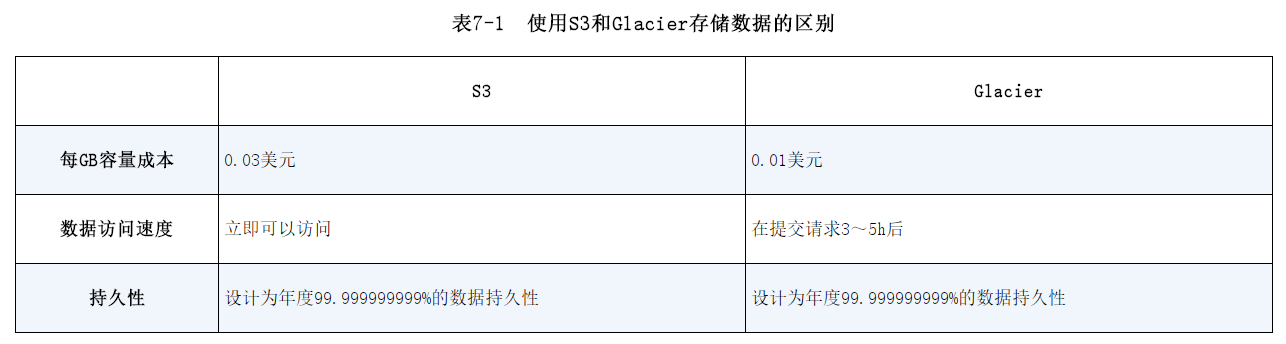 表7-1 使用S3和Glacier存储数据的区别
S3 Glacier
每GB容量成本 0.03美元 0.01美元
数据访问速度 立即可以访问 在提交请求3～5h后
持久性 设计为年度99.999999999%的数据持久性 设计为年度99.999999999%的数据持久性